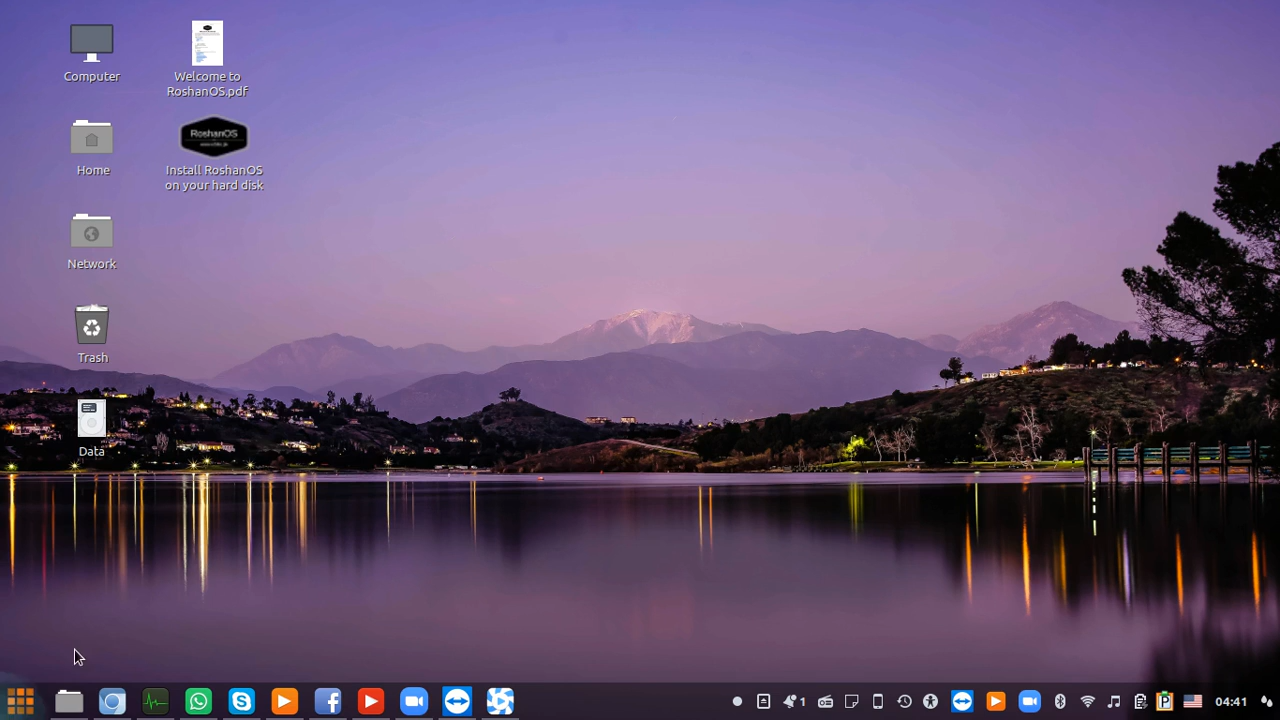 Computer
Welcome to
RoshanOS.pdf
Home
RoshanOS
Install RoshanOS
on your hard disk
Network
Trash
Data
1
P
04:41